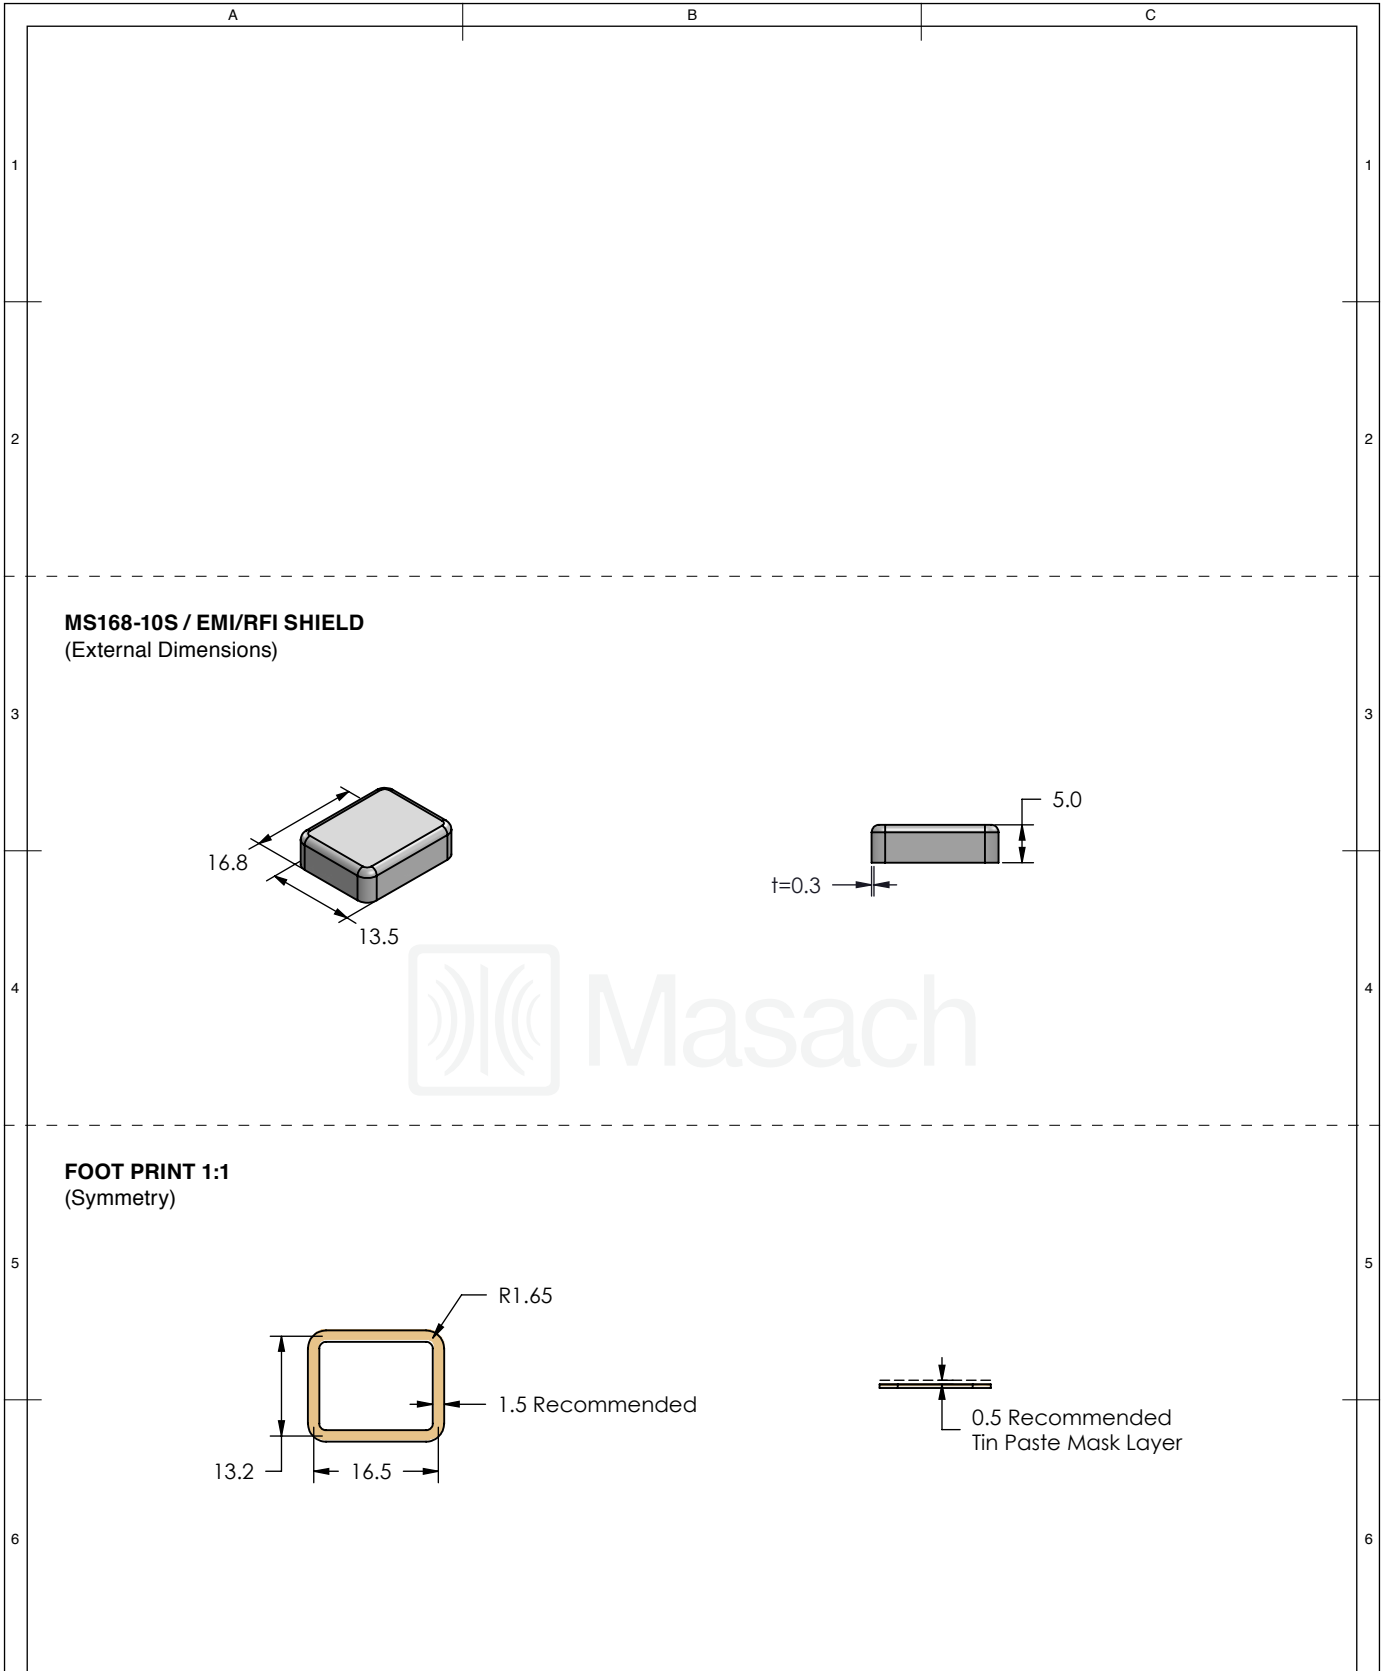 A B C
1 1
2 2
MS168-10S / EMI/RFI SHIELD
(External Dimensions)
3 3
5.0
16.8
t=0.3
13.5
Masach
4 4
FOOT PRINT 1:1
(Symmetry)
5 5
R1.65
1.5 Recommended
0.5 Recommended
Tin Paste Mask Layer
13.2 16.5
6 6